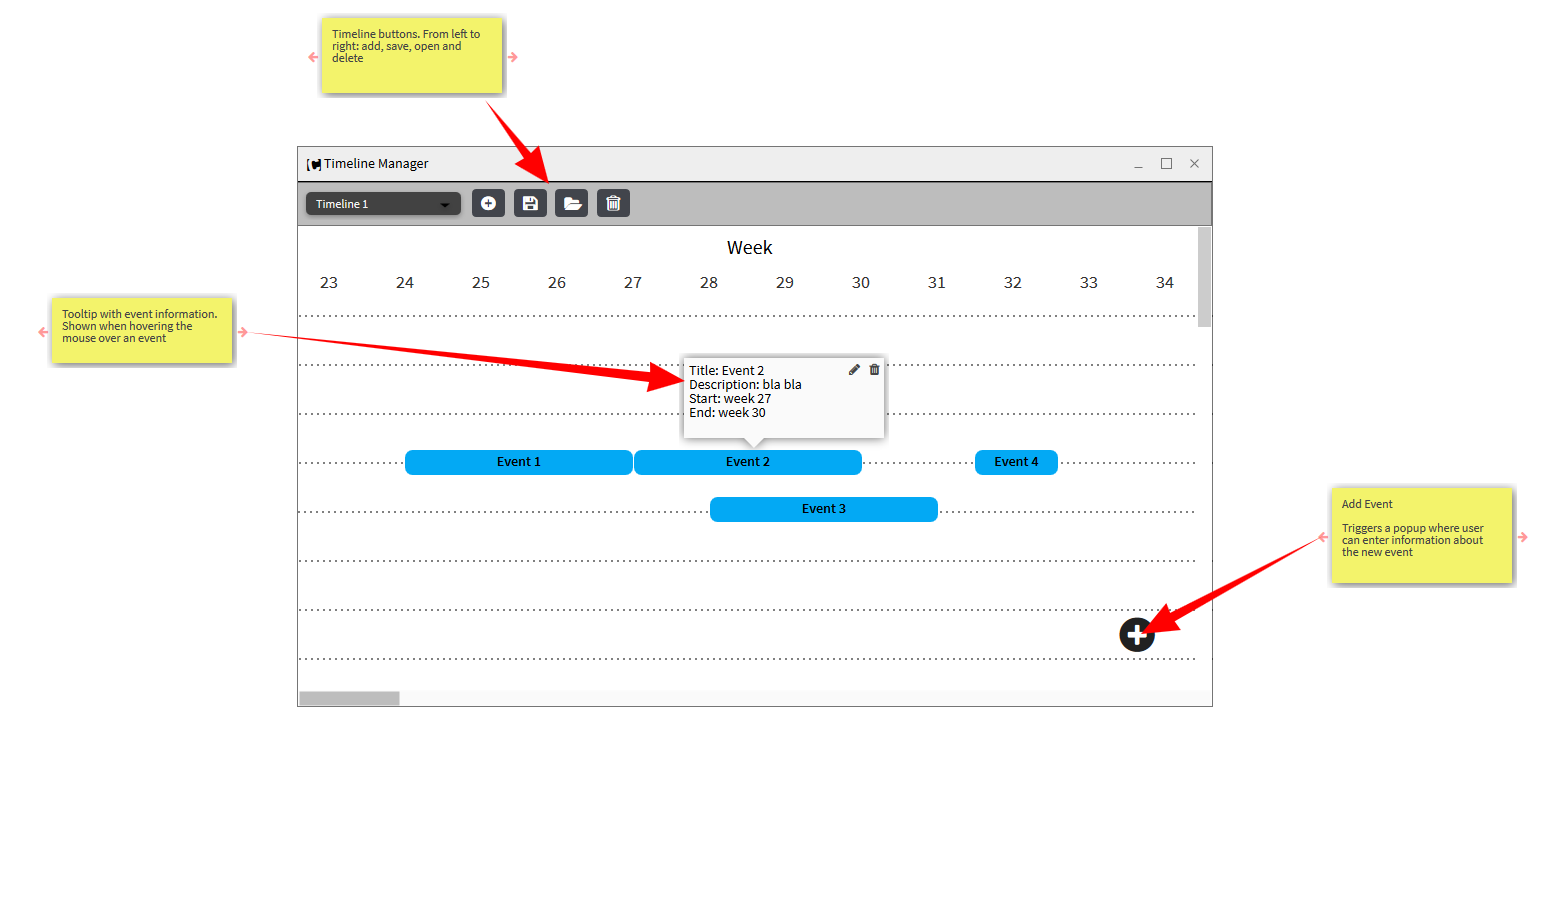 Timeline buttons. From left to
right: add, save, open and
delete
Timeline Manager
Timeline 1
Week
23 24 25 26 27 28 29 30 31 32 33 34
Tooltip with event information.
Shown when hovering the
mouse over an event
Title: Event 2
Description: bla bla
Start: week 27
End: week 30
Event 1 Event 2 Event 4
Event 3
Add Event
Triggers a popup where user
can enter information about
the new event